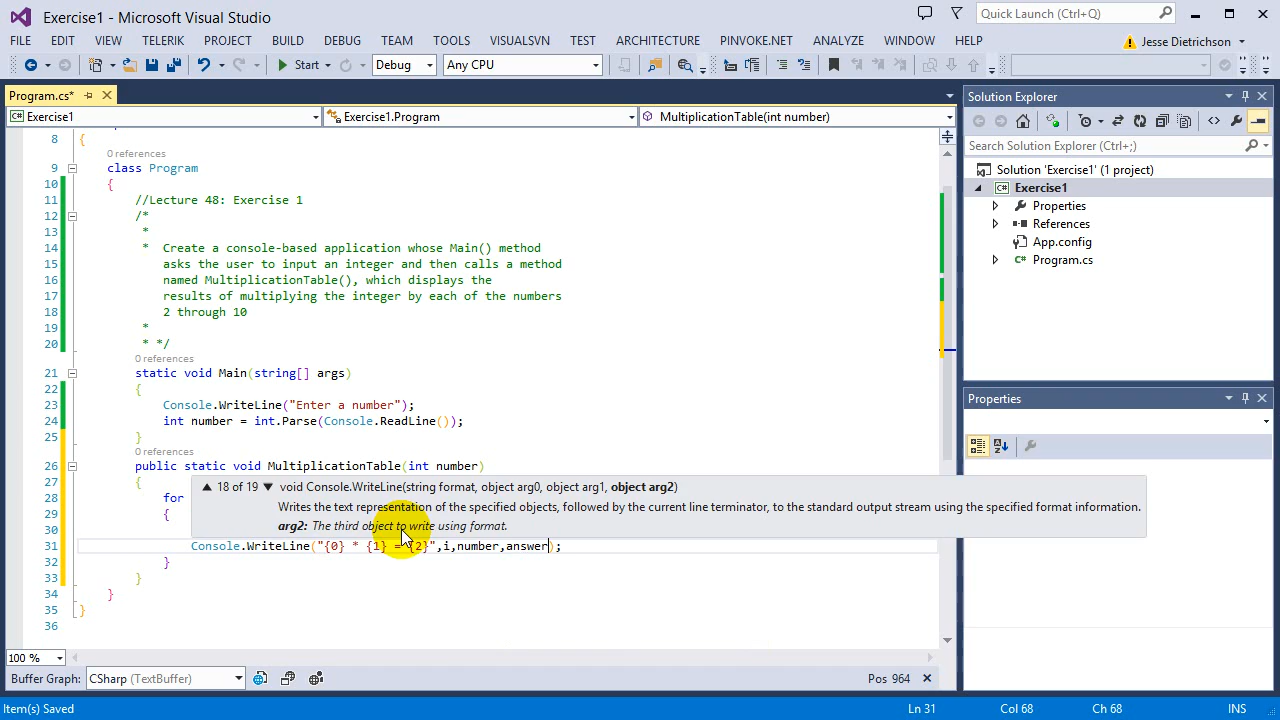 Exercise1 - Microsoft Visual Studio
Quick Launch (Ctrl+Q)
FILE EDIT VIEW TELERIK PROJECT BUILD DEBUG TEAM TOOLS VISUALSVN TEST ARCHITECTURE PINVOKE.NET ANALYZE WINDOW HELP
Jesse Dietrichson
Start Debug Any CPU
Program.cs*
Exercise1 Exercise1.Program MultiplicationTable(int number)
8 {
0 references
9 class Program
10 {
11 //Lecture 48: Exercise 1
12 /*
13 *
14 * Create a console-based application whose Main() method
15 asks the user to input an integer and then calls a method
16 named MultiplicationTable(), which displays the
17 results of multiplying the integer by each of the numbers
18 2 through 10
19 *
20 * */
0 references
21 static void Main(string[] args)
22 {
23 Console.WriteLine("Enter a number");
24 int number = int.Parse(Console.ReadLine());
25 }
0 references
26 public static void MultiplicationTable(int number)
27 {
28 for
29 {
30
31 Console.WriteLine("{0} * {1} = {2}",i,number,answer);
32 }
33 }
34 }
35 }
36
18 of 19 void Console.WriteLine(string format, object arg0, object arg1, object arg2)
Writes the text representation of the specified objects, followed by the current line terminator, to the standard output stream using the specified format information.
arg2: The third object to write using format.
100 %
Buffer Graph: CSharp (TextBuffer) Pos 964
Solution Explorer
Search Solution Explorer (Ctrl+;)
Solution 'Exercise1' (1 project)
C# Exercise1
Properties
References
App.config
C# Program.cs
Properties
Item(s) Saved Ln 31 Col 68 Ch 68 INS